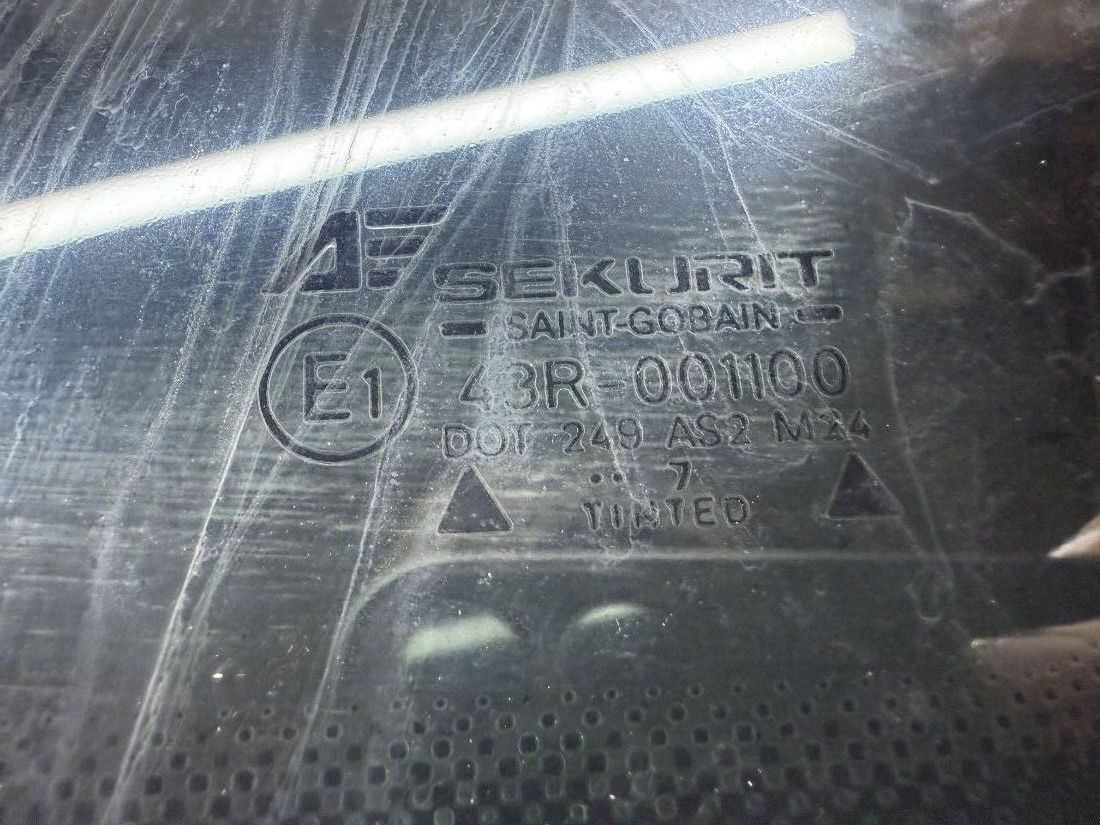 SEKURIT
SAINT-GOBAIN
E1
43R-001100
DOT 249 AS2 M24
.. 7
TINTED